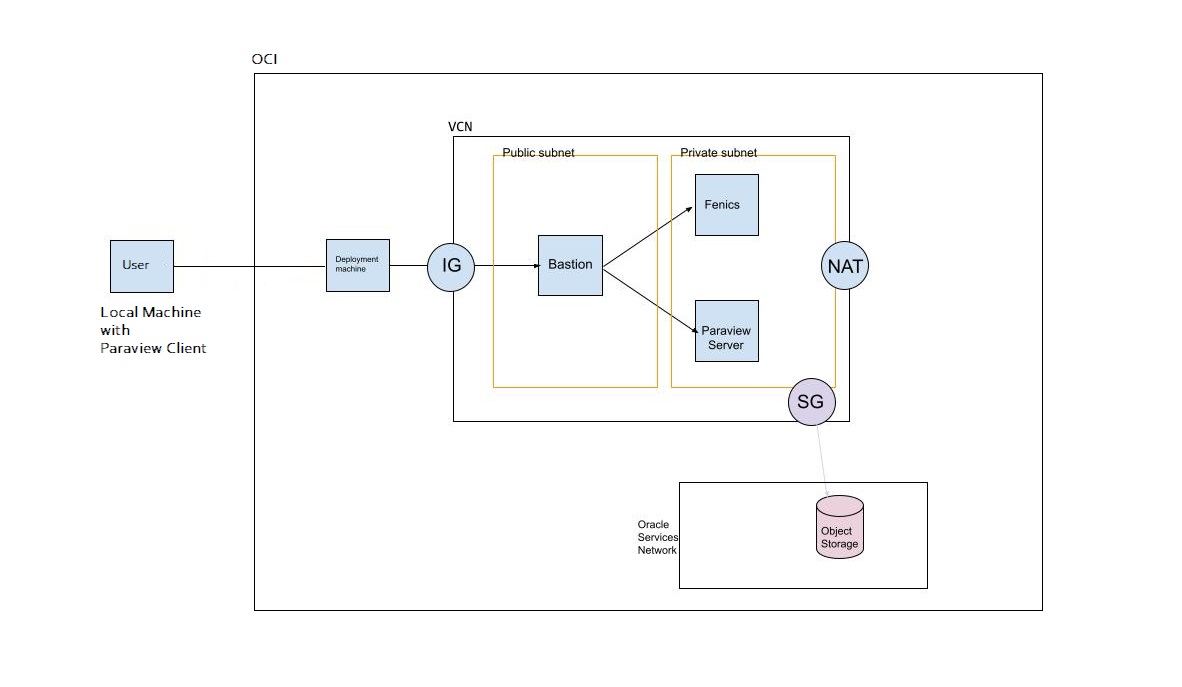 OCI
VCN
Public subnet
Private subnet
Fenics
User
Deployment
machine
IG
Bastion
NAT
Local Machine
with
Paraview Client
Paraview
Server
SG
Oracle
Services
Network
Object
Storage